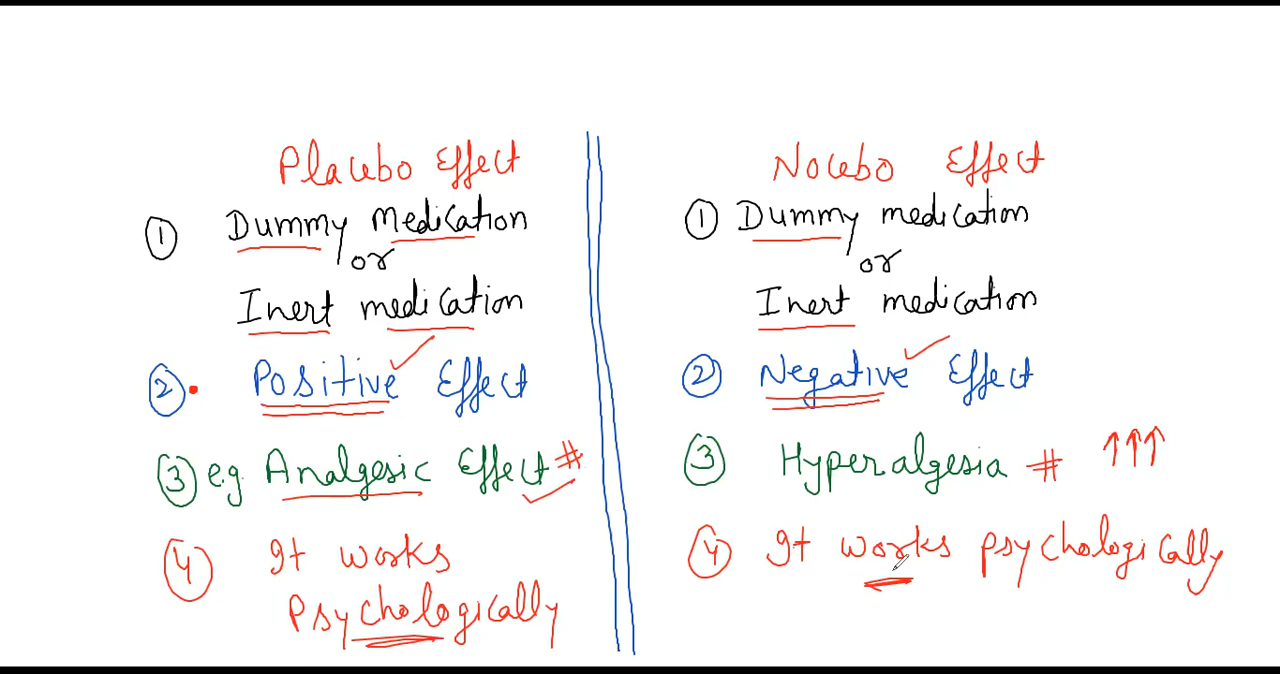 Placebo Effect
① Dummy Medication
or
Inert medication
② Positive Effect
③ e.g Analgesic Effect #
④ It works
Psychologically
Nocebo Effect
① Dummy medication
or
Inert medication
② Negative Effect
③ Hyperalgesia # ↑↑↑
④ It works psychologically